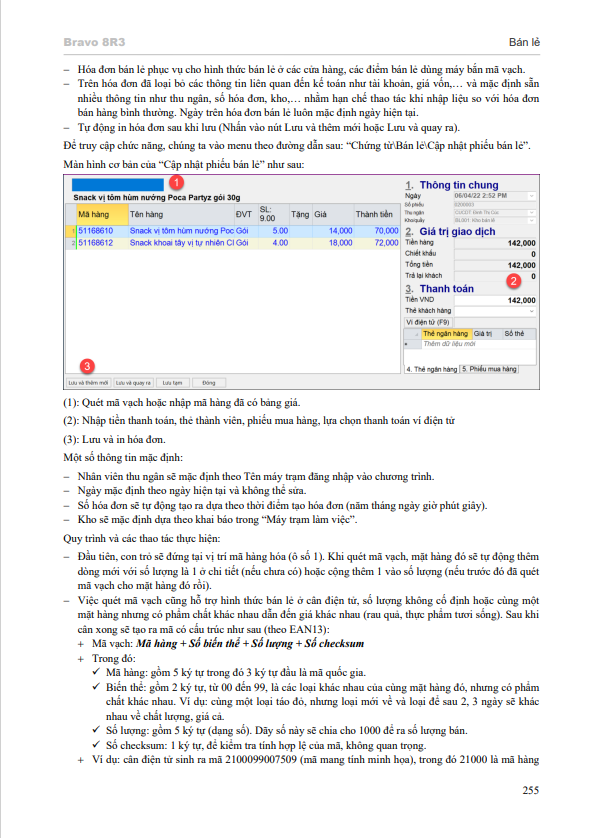 Bravo 8R3
Bán lẻ
− Hóa đơn bán lẻ phục vụ cho hình thức bán lẻ ở các cửa hàng, các điểm bán lẻ dùng máy bắn mã vạch.
− Trên hóa đơn đã loại bỏ các thông tin liên quan đến kế toán như tài khoản, giá vốn,… và mặc định sẵn
nhiều thông tin như thu ngân, số hóa đơn, kho,… nhằm hạn chế thao tác khi nhập liệu so với hóa đơn
bán hàng bình thường. Ngày trên hóa đơn bán lẻ luôn mặc định ngày hiện tại.
− Tự động in hóa đơn sau khi lưu (Nhấn vào nút Lưu và thêm mới hoặc Lưu và quay ra).
Để truy cập chức năng, chúng ta vào menu theo đường dẫn sau: “Chứng từ\Bán lẻ\Cập nhật phiếu bán lẻ”.
Màn hình cơ bản của “Cập nhật phiếu bán lẻ” như sau:
1
Snack vị tôm hùm nướng Poca Partyz gói 30g
Mã hàng Tên hàng ĐVT SL: 9.00 Tặng Giá Thành tiền
1 51168610 Snack vị tôm hùm nướng Poc Gói 5.00 14,000 70,000
2 51168612 Snack khoai tây vị tự nhiên Cl Gói 4.00 18,000 72,000
3
Lưu và thêm mới Lưu và quay ra Lưu tạm Đóng
1. Thông tin chung
Ngày 06/04/22 2:52 PM
Số phiếu
Thu ngân
Kho/quầy
2. Giá trị giao dịch
Tiền hàng 142,000
Chiết khấu 0
Tổng tiền 142,000
Trả lại khách 0
2
3. Thanh toán
Tiền VND 142,000
Thẻ khách hàng
Ví điện tử (F9)
Thẻ ngân hàng Giá trị Số thẻ
Thêm dữ liệu mới
4. Thẻ ngân hàng 5. Phiếu mua hàng
(1): Quét mã vạch hoặc nhập mã hàng đã có bảng giá.
(2): Nhập tiền thanh toán, thẻ thành viên, phiếu mua hàng, lựa chọn thanh toán ví điện tử
(3): Lưu và in hóa đơn.
Một số thông tin mặc định:
− Nhân viên thu ngân sẽ mặc định theo Tên máy trạm đăng nhập vào chương trình.
− Ngày mặc định theo ngày hiện tại và không thể sửa.
− Số hóa đơn sẽ tự động tạo ra dựa theo thời điểm tạo hóa đơn (năm tháng ngày giờ phút giây).
− Kho sẽ mặc định dựa theo khai báo trong “Máy trạm làm việc”.
Quy trình và các thao tác thực hiện:
− Đầu tiên, con trỏ sẽ đứng tại vị trí mã hàng hóa (ô số 1). Khi quét mã vạch, mặt hàng đó sẽ tự động thêm
dòng mới với số lượng là 1 ở chi tiết (nếu chưa có) hoặc cộng thêm 1 vào số lượng (nếu trước đó đã quét
mã vạch cho mặt hàng đó rồi).
− Việc quét mã vạch cũng hỗ trợ hình thức bán lẻ ở cân điện tử, số lượng không cố định hoặc cùng một
mặt hàng nhưng có phẩm chất khác nhau dẫn đến giá khác nhau (rau quả, thực phẩm tươi sống). Sau khi
cân xong sẽ tạo ra mã có cấu trúc như sau (theo EAN13):
+ Mã vạch: Mã hàng + Số biến thể + Số lượng + Số checksum
+ Trong đó:
✓ Mã hàng: gồm 5 ký tự trong đó 3 ký tự đầu là mã quốc gia.
✓ Biến thể: gồm 2 ký tự, từ 00 đến 99, là các loại khác nhau của cùng mặt hàng đó, nhưng có phẩm
chất khác nhau. Ví dụ: cùng một loại táo đỏ, nhưng loại mới về và loại để sau 2, 3 ngày sẽ khác
nhau về chất lượng, giá cả.
✓ Số lượng: gồm 5 ký tự (dạng số). Dãy số này sẽ chia cho 1000 để ra số lượng bán.
✓ Số checksum: 1 ký tự, để kiểm tra tính hợp lệ của mã, không quan trọng.
+ Ví dụ: cân điện tử sinh ra mã 2100099007509 (mã mang tính minh họa), trong đó 21000 là mã hàng
255